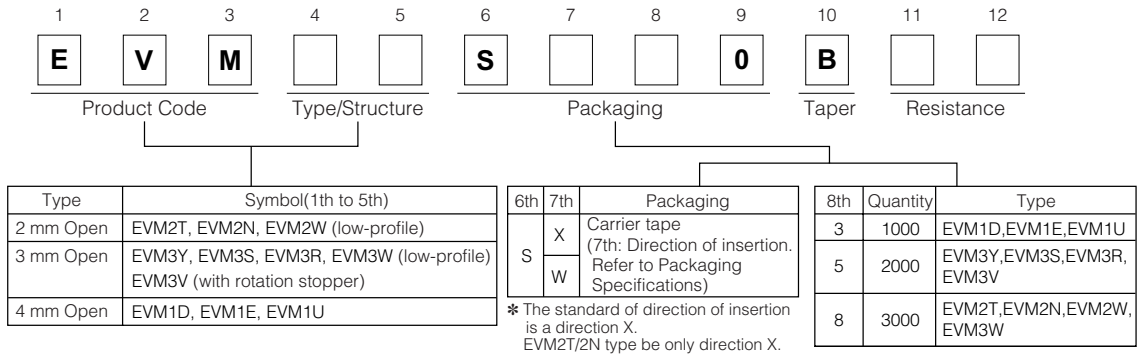 1 2 3 4 5 6 7 8 9 10 11 12
E V M S 0 B
Product Code Type/Structure Packaging Taper Resistance
Type Symbol(1th to 5th)
2 mm Open EVM2T, EVM2N, EVM2W (low-profile)
3 mm Open EVM3Y, EVM3S, EVM3R, EVM3W (low-profile)
EVM3V (with rotation stopper)
4 mm Open EVM1D, EVM1E, EVM1U
6th 7th Packaging
S X W Carrier tape
(7th: Direction of insertion.
Refer to Packaging
Specifications)
✽ The standard of direction of insertion
is a direction X.
EVM2T/2N type be only direction X.
8th Quantity Type
3 1000 EVM1D,EVM1E,EVM1U
5 2000 EVM3Y,EVM3S,EVM3R,
EVM3V
8 3000 EVM2T,EVM2N,EVM2W,
EVM3W